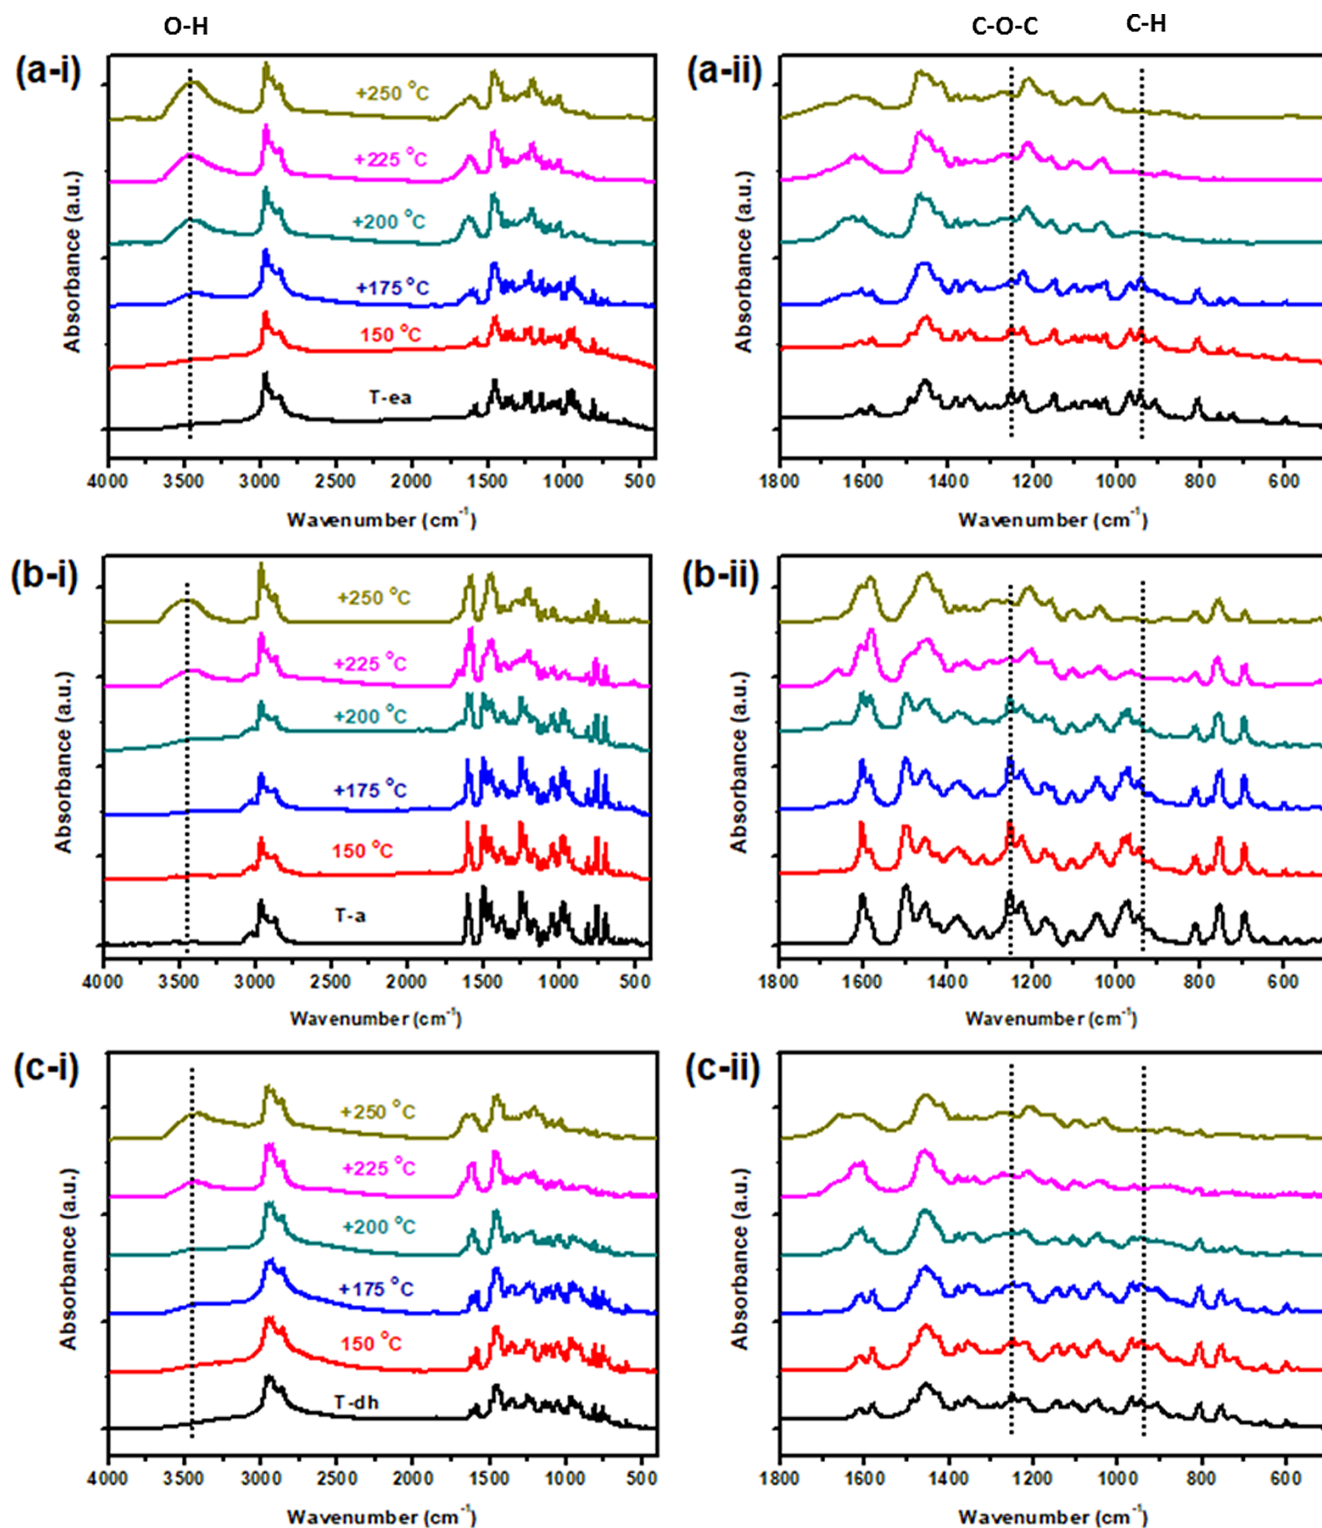 O-H
C-O-C
C-H
(a-i)
+250 °C
+225 °C
+200 °C
+175 °C
150 °C
T-ea
Absorbance (a.u.)
4000 3500 3000 2500 2000 1500 1000 500
Wavenumber (cm⁻¹)
(a-ii)
Absorbance (a.u.)
1800 1600 1400 1200 1000 800 600
Wavenumber (cm⁻¹)
(b-i)
+250 °C
+225 °C
+200 °C
+175 °C
150 °C
T-a
Absorbance (a.u.)
4000 3500 3000 2500 2000 1500 1000 500
Wavenumber (cm⁻¹)
(b-ii)
Absorbance (a.u.)
1800 1600 1400 1200 1000 800 600
Wavenumber (cm⁻¹)
(c-i)
+250 °C
+225 °C
+200 °C
+175 °C
150 °C
T-dh
Absorbance (a.u.)
4000 3500 3000 2500 2000 1500 1000 500
Wavenumber (cm⁻¹)
(c-ii)
Absorbance (a.u.)
1800 1600 1400 1200 1000 800 600
Wavenumber (cm⁻¹)